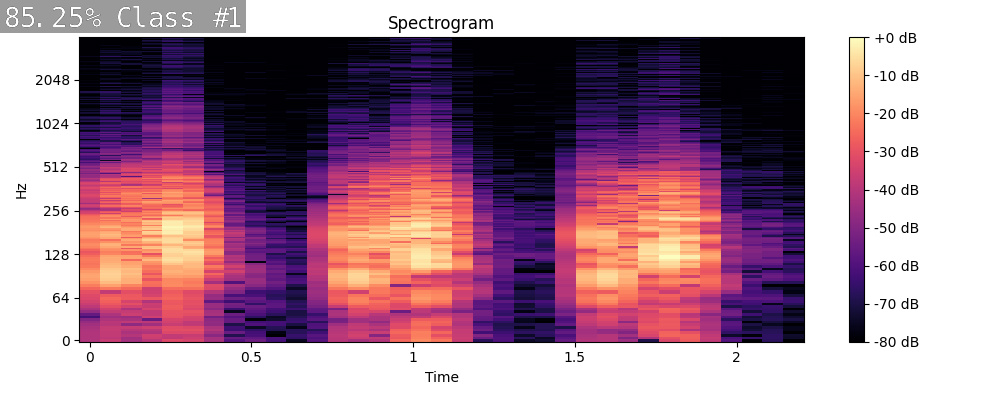 85.25% Class #1
Spectrogram
Hz
2048
1024
512
256
128
64
0
0 0.5 1 1.5 2
Time
+0 dB
-10 dB
-20 dB
-30 dB
-40 dB
-50 dB
-60 dB
-70 dB
-80 dB